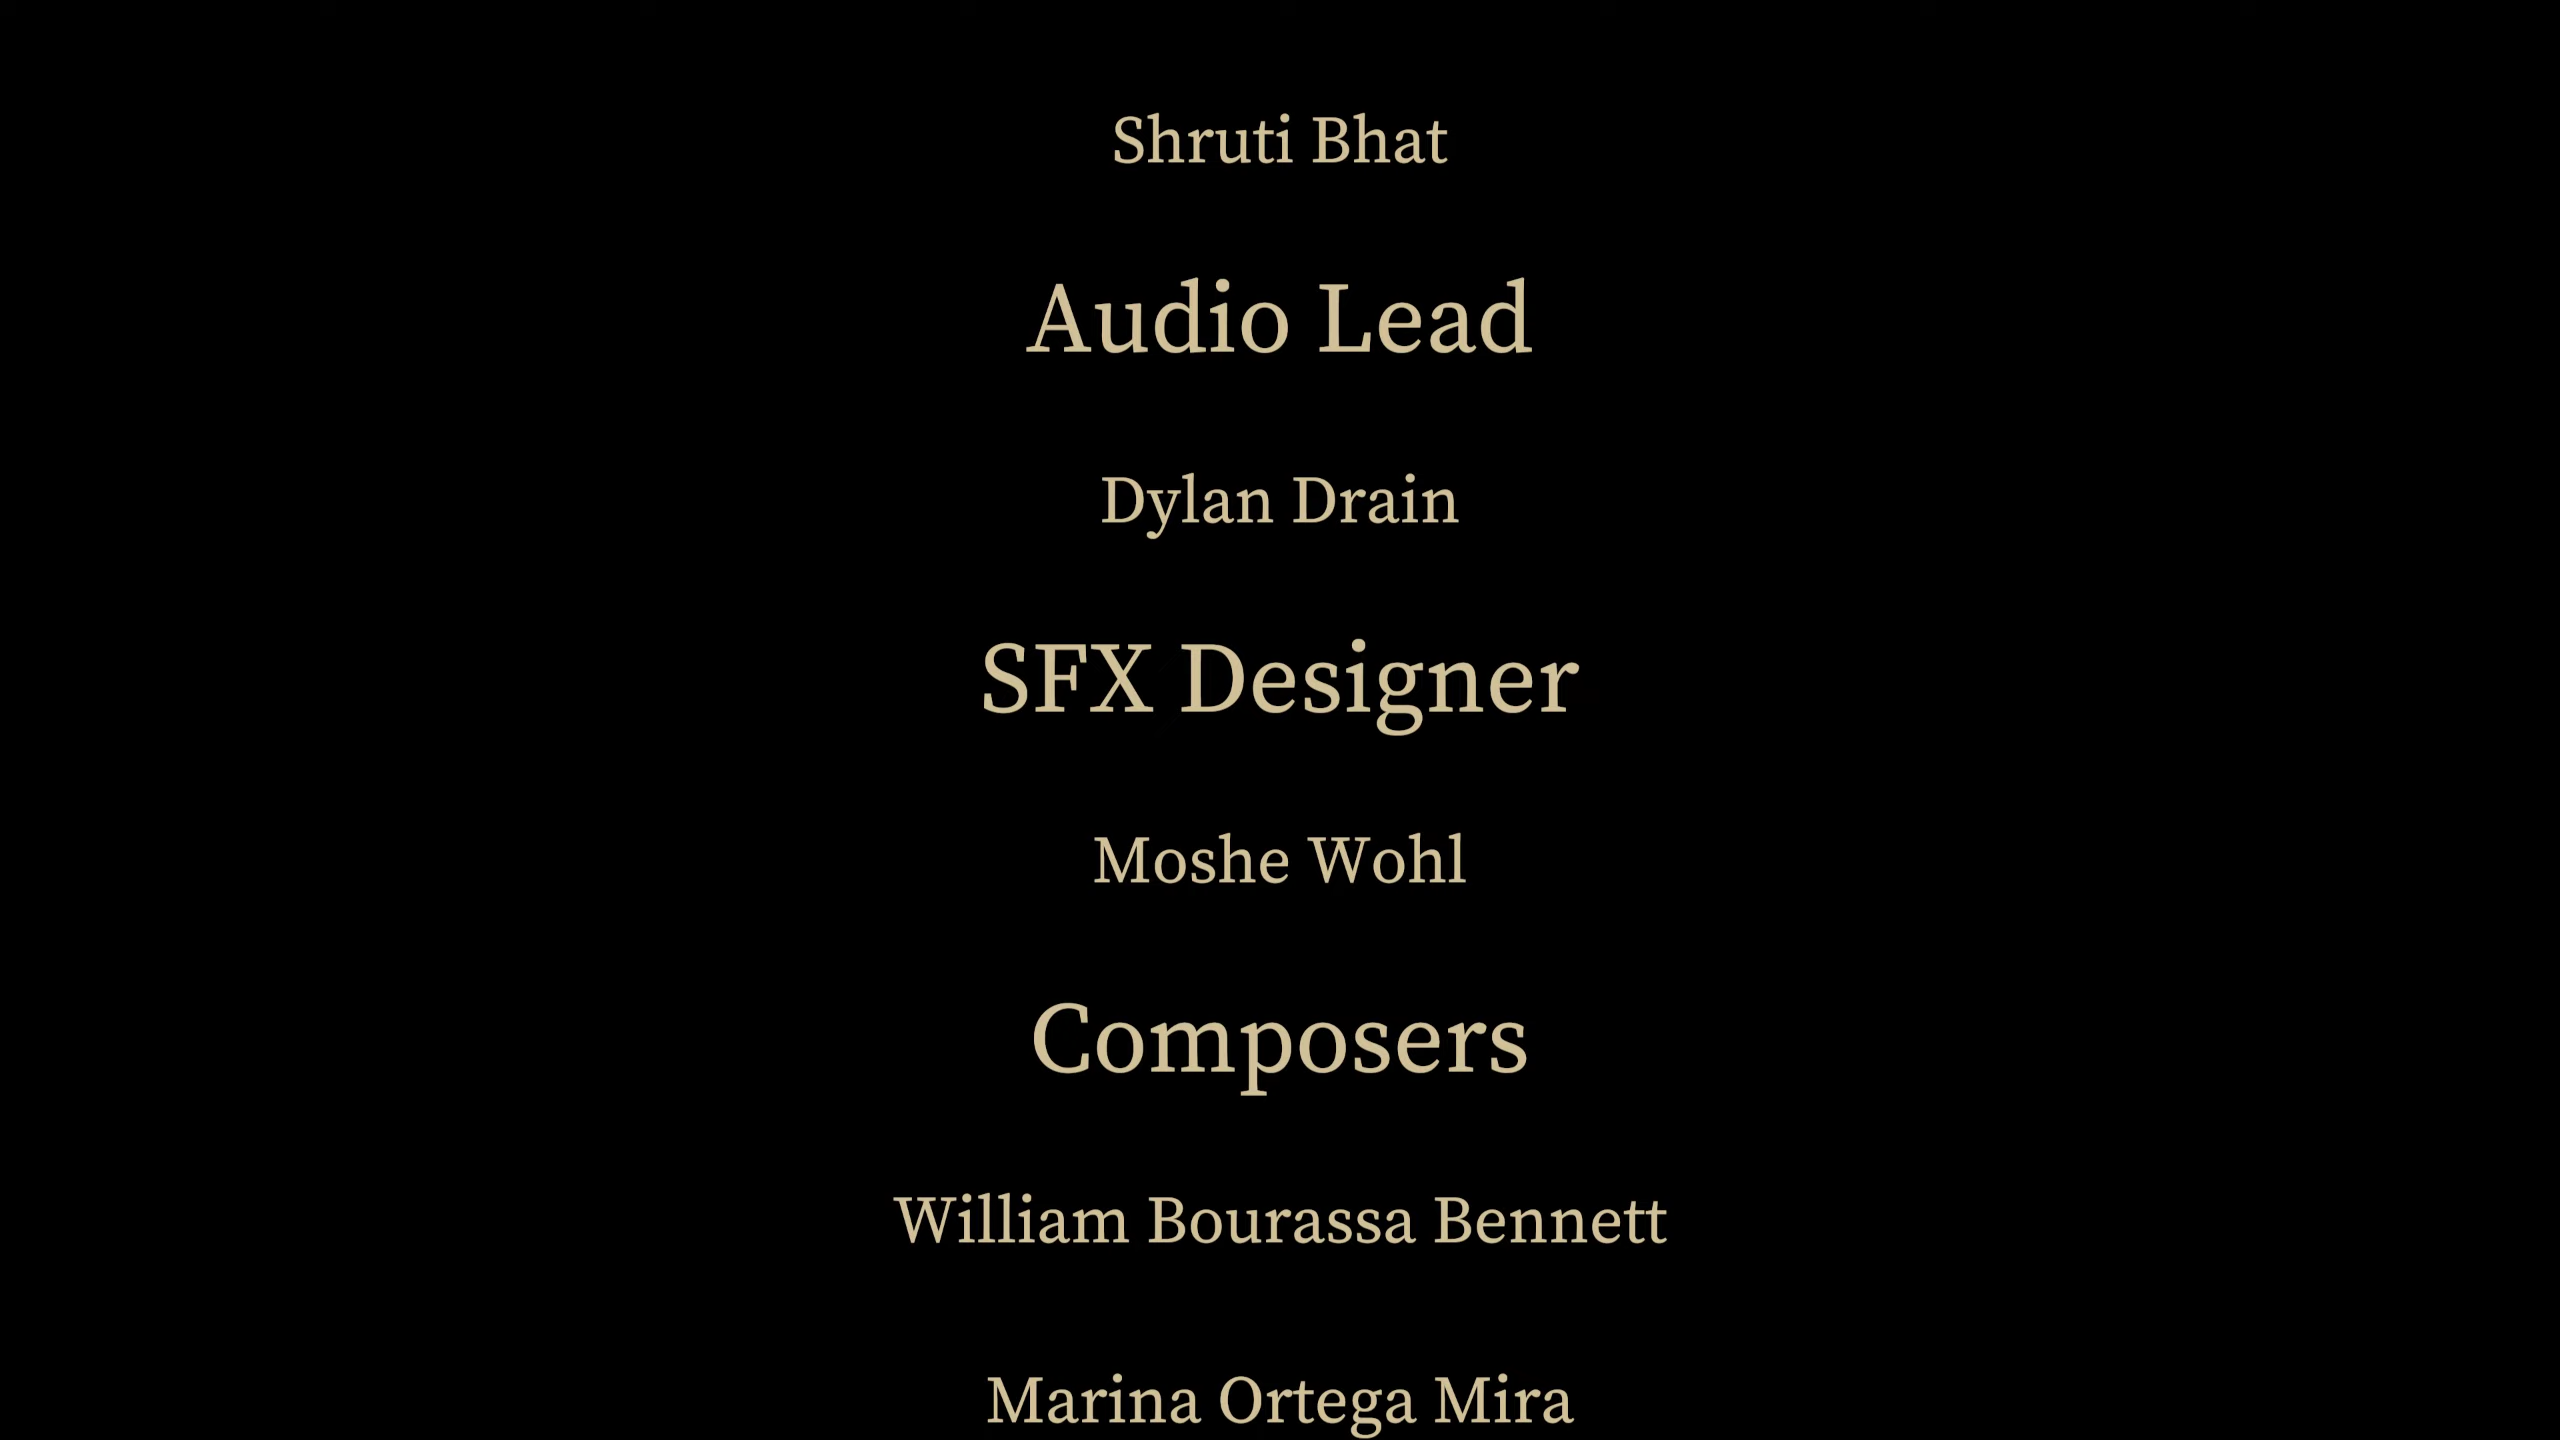 Shruti Bhat
Audio Lead
Dylan Drain
SFX Designer
Moshe Wohl
Composers
William Bourassa Bennett
Marina Ortega Mira